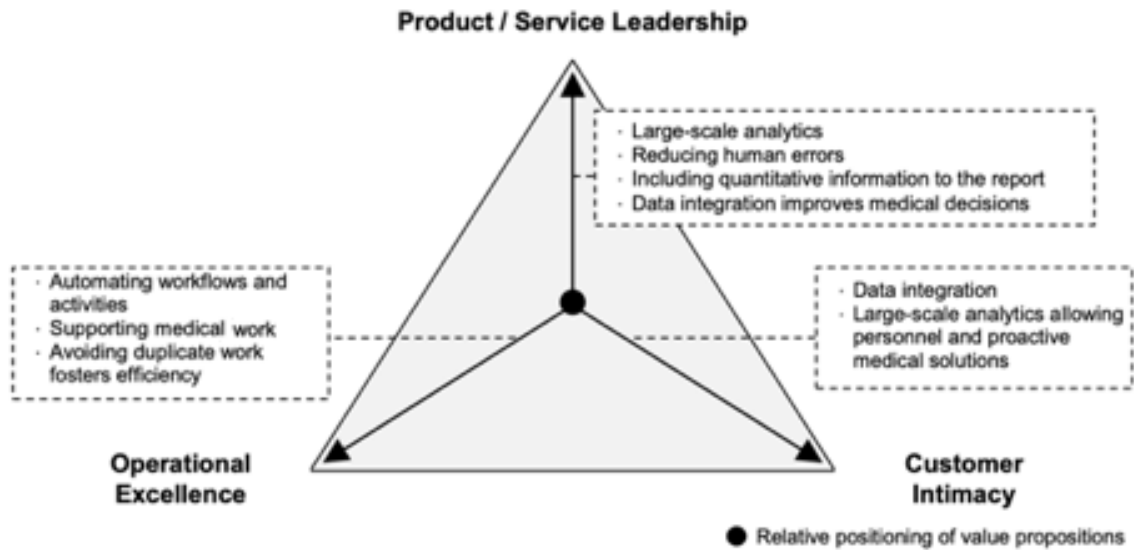 Product / Service Leadership
· Large-scale analytics
· Reducing human errors
· Including quantitative information to the report
· Data integration improves medical decisions
· Automating workflows and
activities
· Supporting medical work
· Avoiding duplicate work
fosters efficiency
· Data integration
· Large-scale analytics allowing
personnel and proactive
medical solutions
Operational
Excellence
Customer
Intimacy
Relative positioning of value propositions